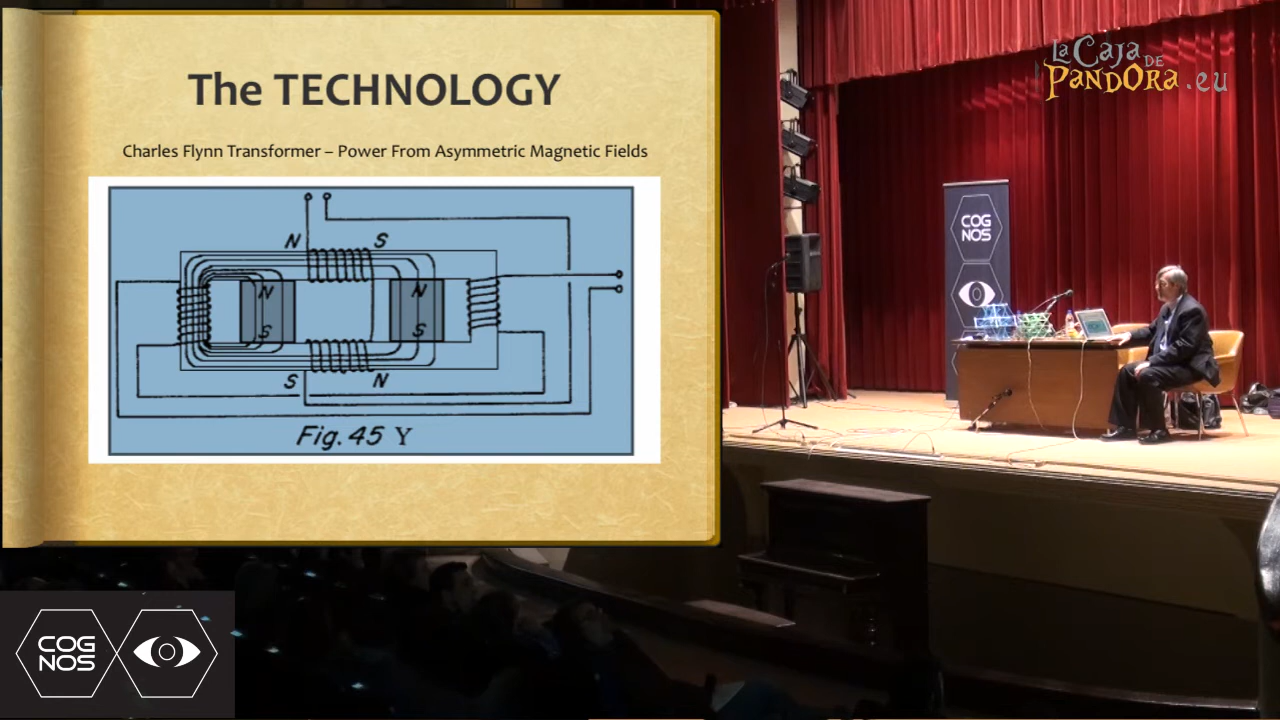 The TECHNOLOGY
Charles Flynn Transformer – Power From Asymmetric Magnetic Fields
N S
N N
S S
S N
Fig. 45 Y
La Caja
DE
PANDORA.eu
COG
NOS
COG
NOS